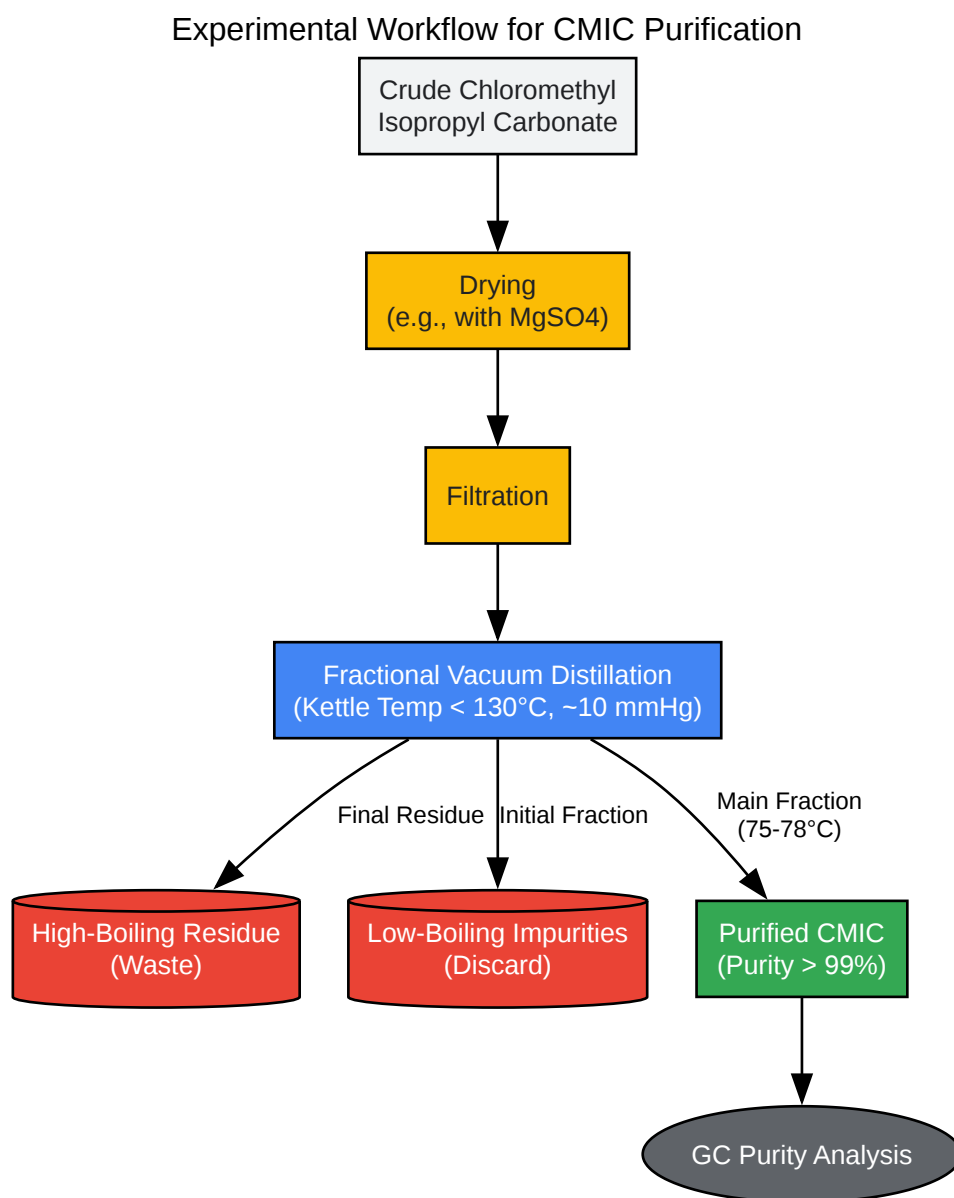 Experimental Workflow for CMIC Purification
Crude Chloromethyl
Isopropyl Carbonate
Drying
(e.g., with MgSO4)
Filtration
Fractional Vacuum Distillation
(Kettle Temp < 130°C, ~10 mmHg)
Final Residue
Initial Fraction
Main Fraction
(75-78°C)
High-Boiling Residue
(Waste)
Low-Boiling Impurities
(Discard)
Purified CMIC
(Purity > 99%)
GC Purity Analysis